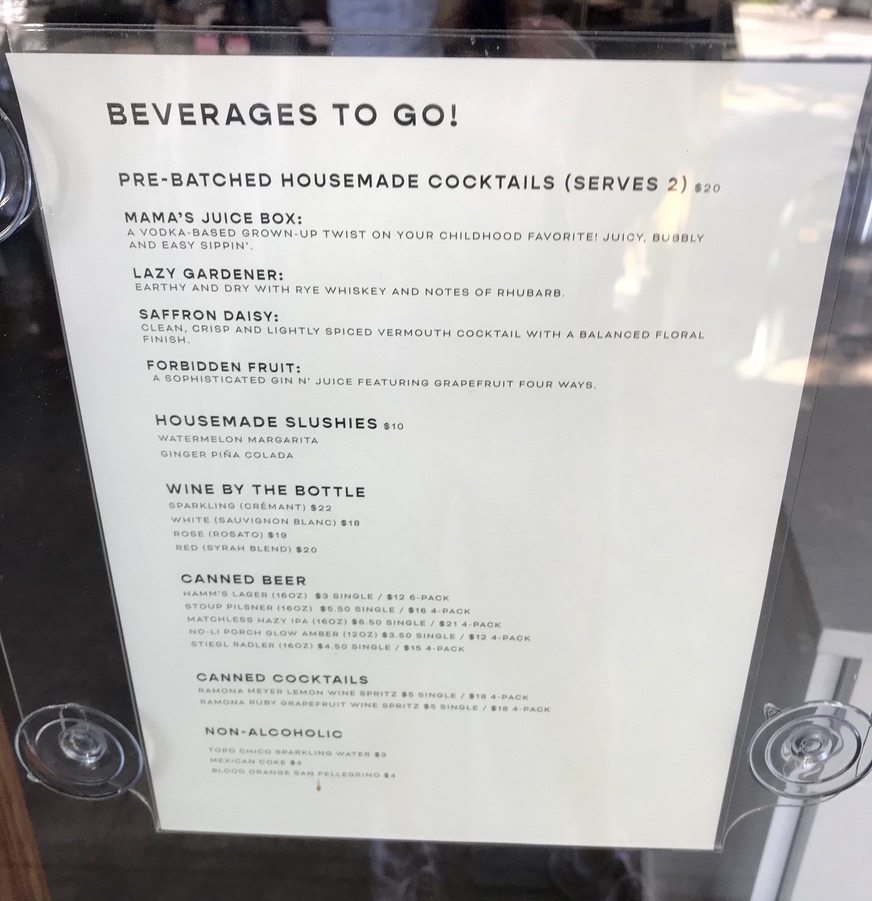 BEVERAGES TO GO!
PRE-BATCHED HOUSEMADE COCKTAILS (SERVES 2) $20
MAMA'S JUICE BOX:
A VODKA-BASED GROWN-UP TWIST ON YOUR CHILDHOOD FAVORITE! JUICY, BUBBLY
AND EASY SIPPIN'.
LAZY GARDENER:
EARTHY AND DRY WITH RYE WHISKEY AND NOTES OF RHUBARB.
SAFFRON DAISY:
CLEAN, CRISP AND LIGHTLY SPICED VERMOUTH COCKTAIL WITH A BALANCED FLORAL
FINISH.
FORBIDDEN FRUIT:
A SOPHISTICATED GIN N' JUICE FEATURING GRAPEFRUIT FOUR WAYS.
HOUSEMADE SLUSHIES $10
WATERMELON MARGARITA
GINGER PIÑA COLADA
WINE BY THE BOTTLE
SPARKLING (CRÉMANT) $22
WHITE (SAUVIGNON BLANC) $18
ROSE (ROSATO) $19
RED (SYRAH BLEND) $20
CANNED BEER
HAMM'S LAGER (16OZ) $3 SINGLE / $12 6-PACK
STOUP PILSNER (16OZ) $5.50 SINGLE / $16 4-PACK
MATCHLESS HAZY IPA (16OZ) $6.50 SINGLE / $21 4-PACK
NO-LI PORCH GLOW AMBER (12OZ) $3.50 SINGLE / $12 4-PACK
STIEGL RADLER (16OZ) $4.50 SINGLE / $15 4-PACK
CANNED COCKTAILS
RAMONA MEYER LEMON WINE SPRITZ $5 SINGLE / $18 4-PACK
RAMONA RUBY GRAPEFRUIT WINE SPRITZ $5 SINGLE / $18 4-PACK
NON-ALCOHOLIC
TOPO CHICO SPARKLING WATER $3
MEXICAN COKE $4
BLOOD ORANGE SAN PELLEGRINO $4